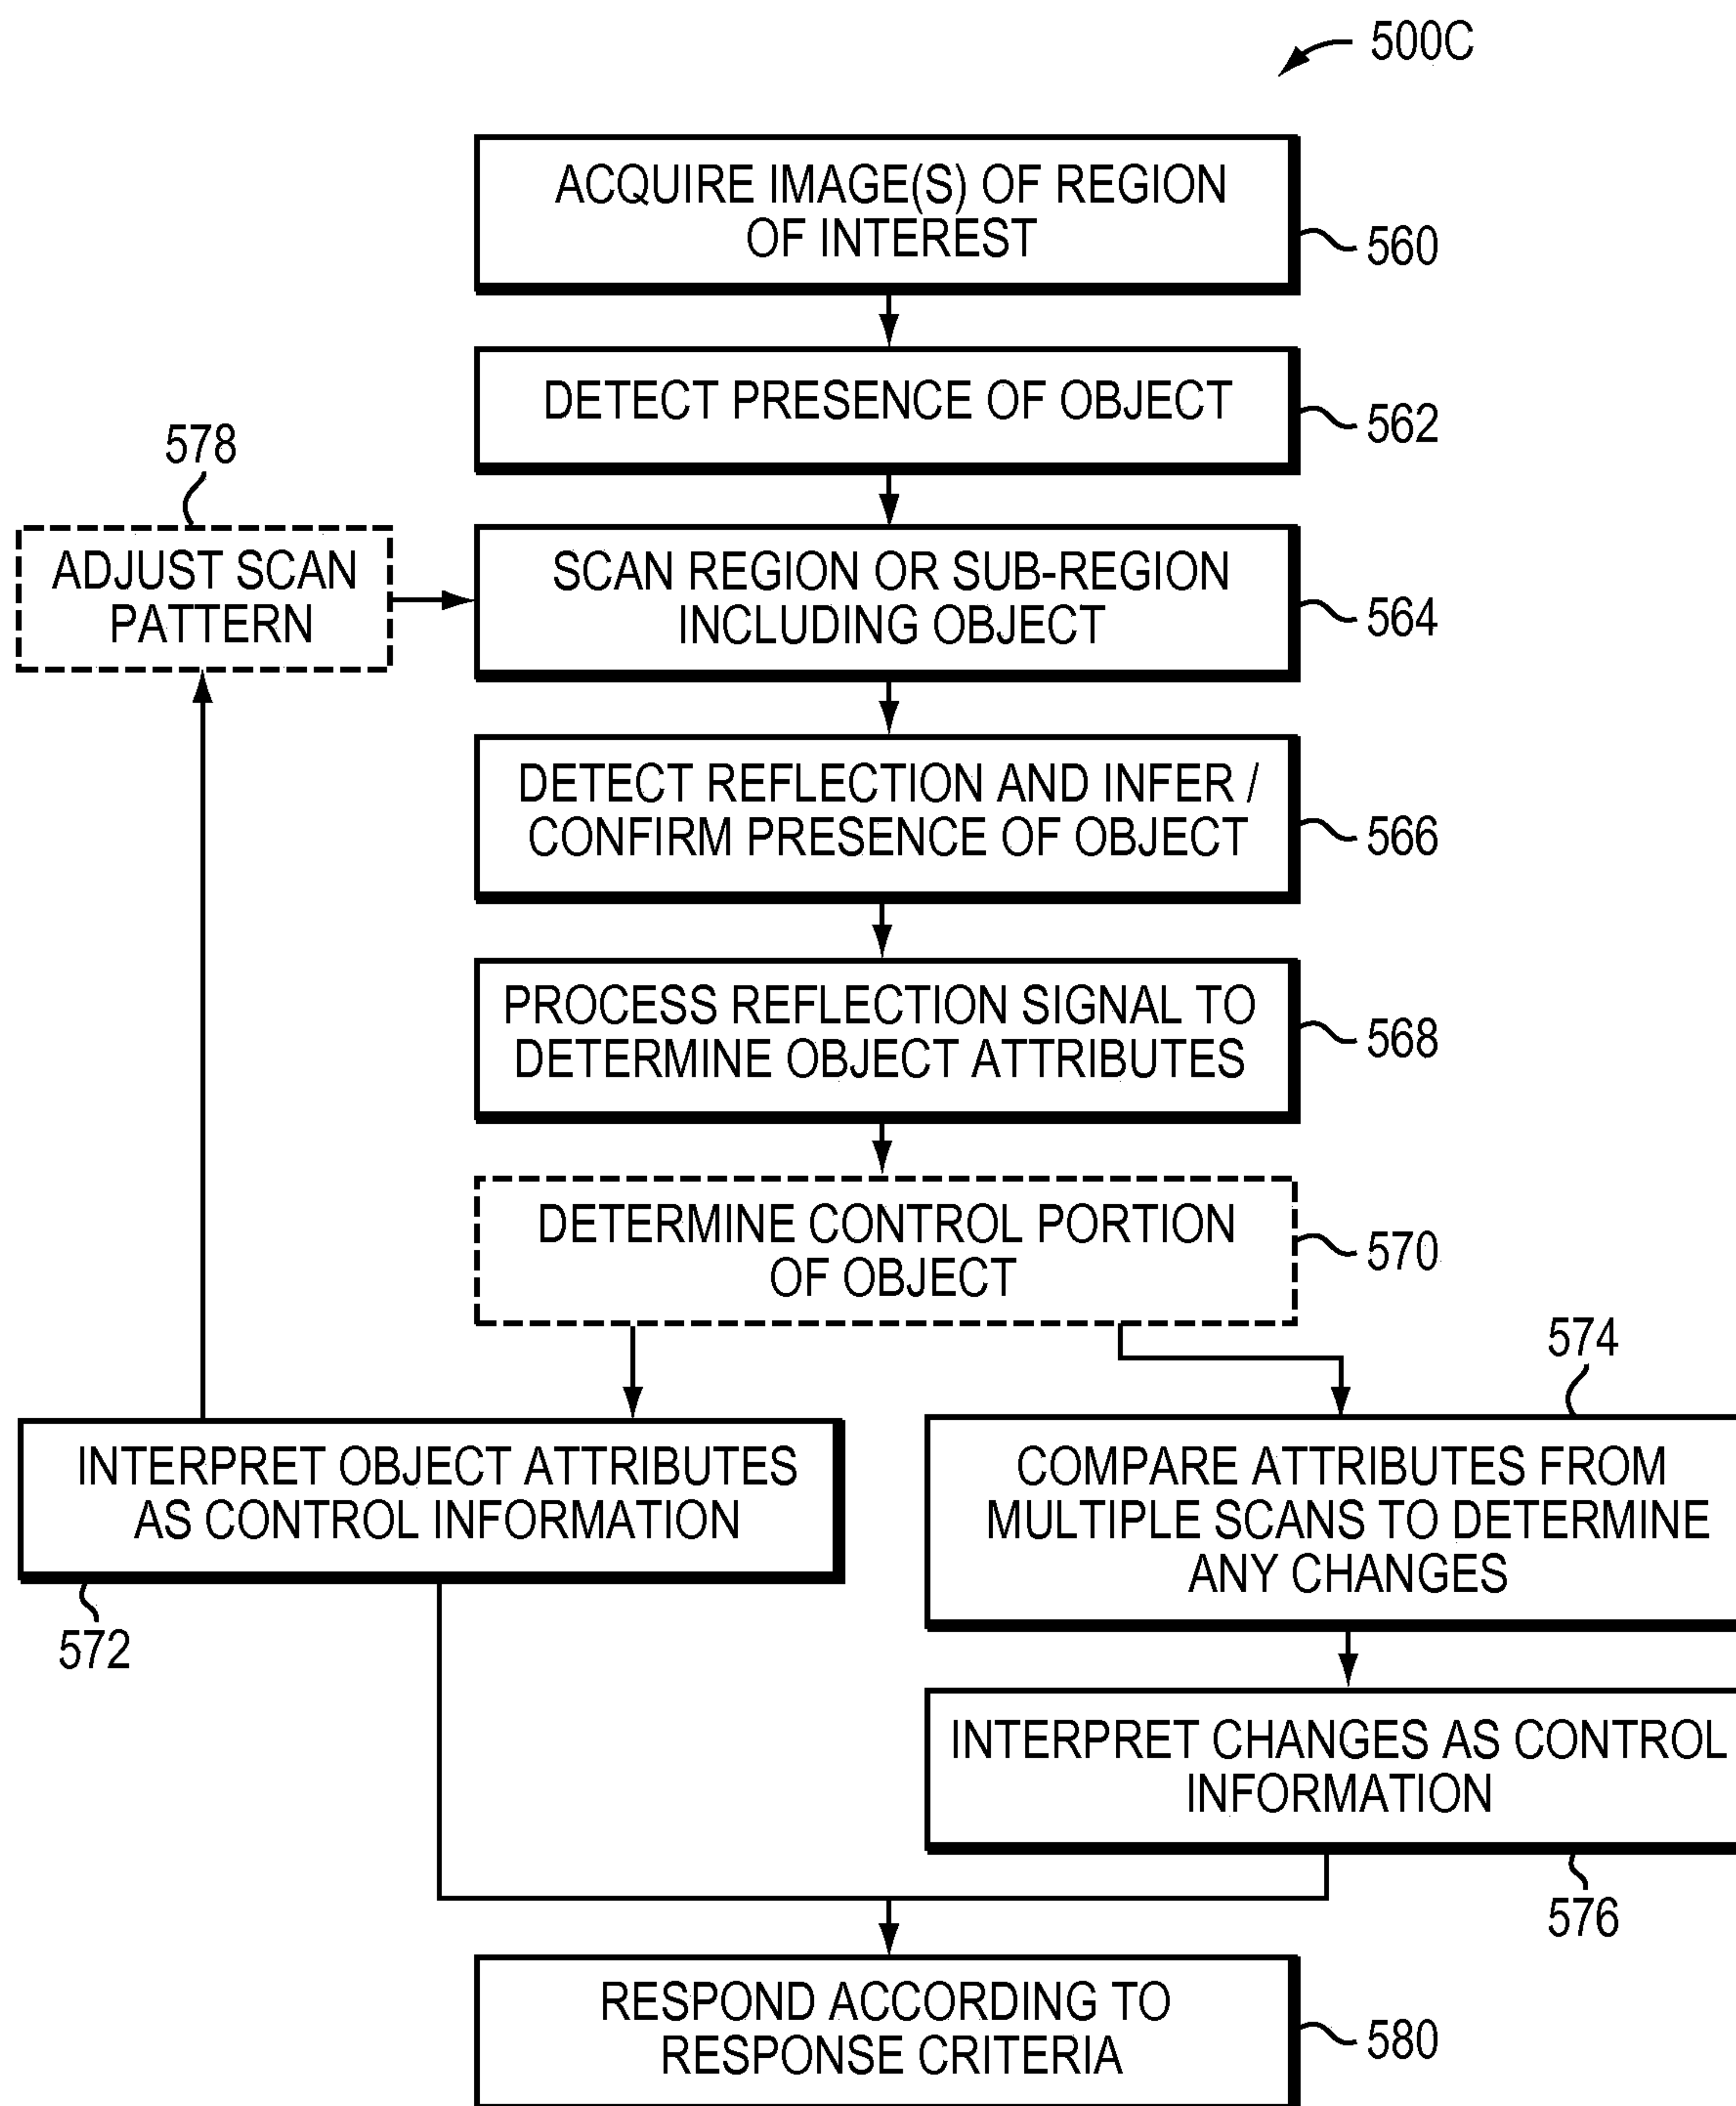 500C
ACQUIRE IMAGE(S) OF REGION
OF INTEREST
560
DETECT PRESENCE OF OBJECT
562
578
ADJUST SCAN
PATTERN
SCAN REGION OR SUB-REGION
INCLUDING OBJECT
564
DETECT REFLECTION AND INFER /
CONFIRM PRESENCE OF OBJECT
566
PROCESS REFLECTION SIGNAL TO
DETERMINE OBJECT ATTRIBUTES
568
DETERMINE CONTROL PORTION
OF OBJECT
570
INTERPRET OBJECT ATTRIBUTES
AS CONTROL INFORMATION
572
574
COMPARE ATTRIBUTES FROM
MULTIPLE SCANS TO DETERMINE
ANY CHANGES
INTERPRET CHANGES AS CONTROL
INFORMATION
576
RESPOND ACCORDING TO
RESPONSE CRITERIA
580